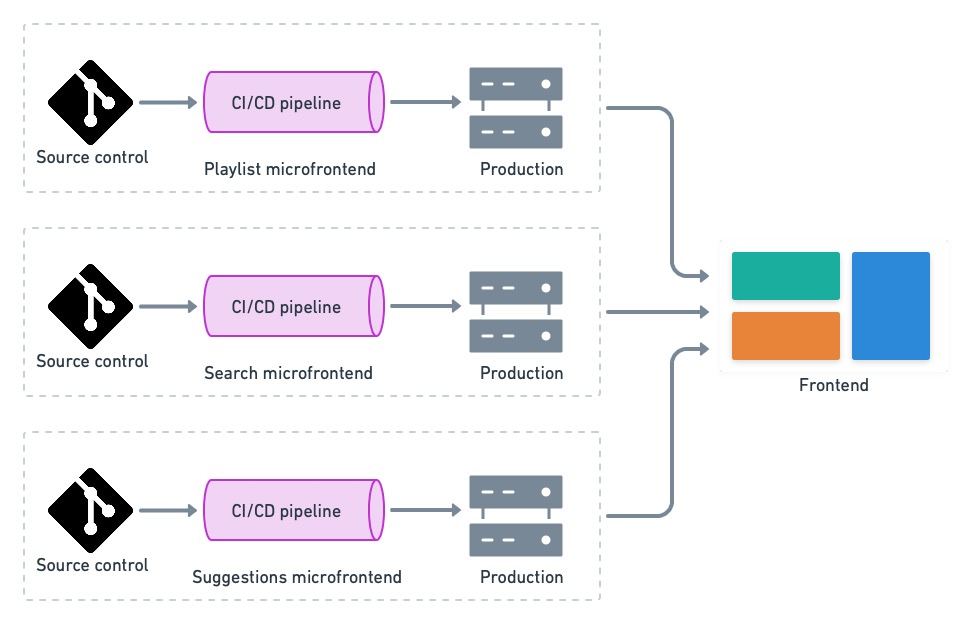 CI/CD pipeline
Source control
Playlist microfrontend
Production
CI/CD pipeline
Source control
Search microfrontend
Production
Frontend
CI/CD pipeline
Source control
Suggestions microfrontend
Production